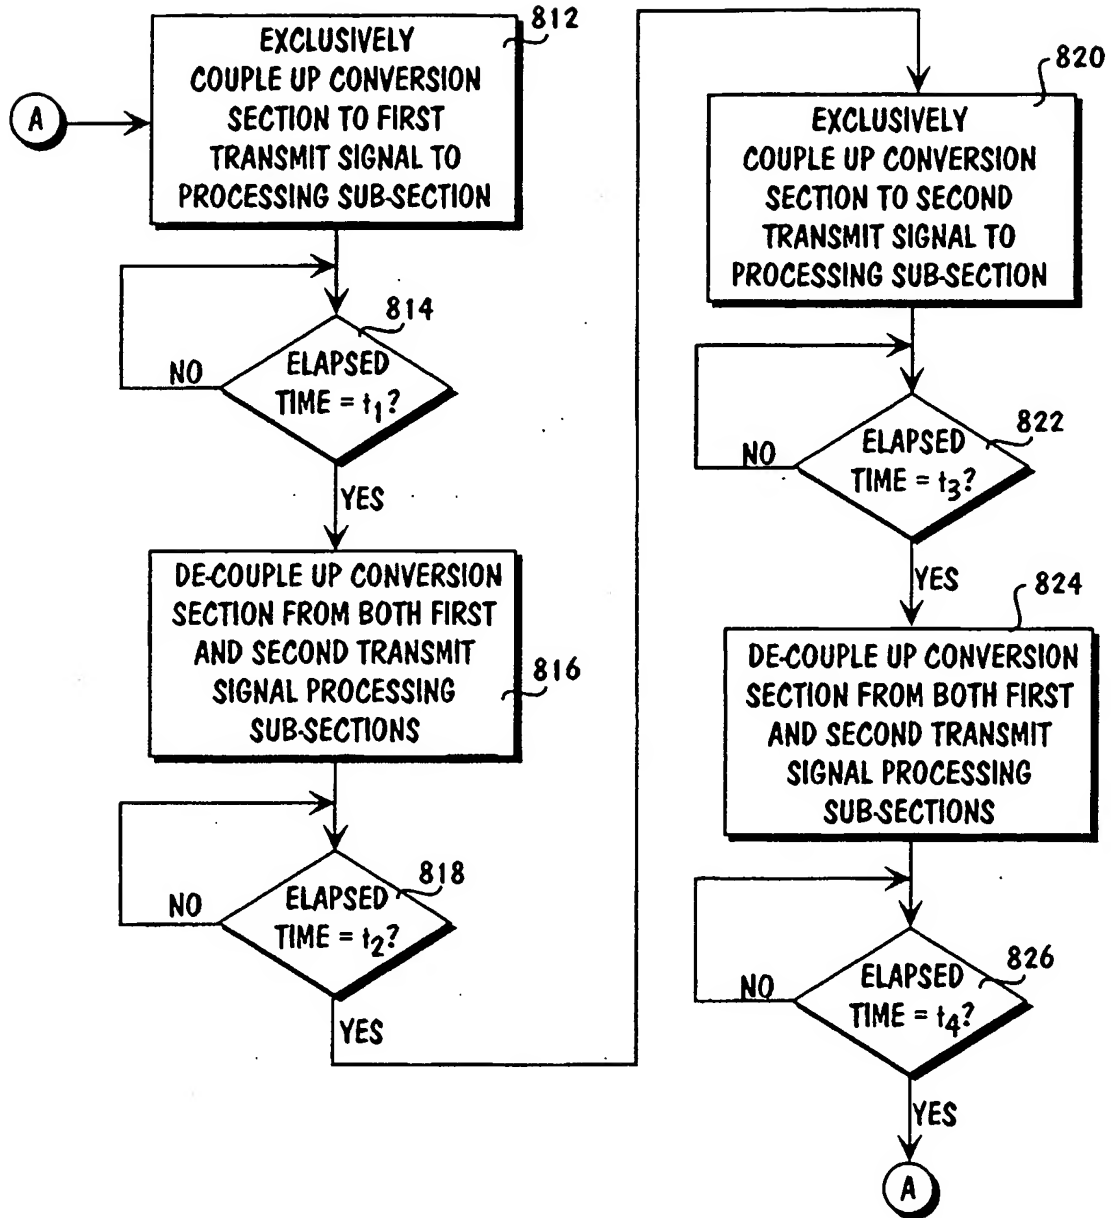 812
EXCLUSIVELY
COUPLE UP CONVERSION
SECTION TO FIRST
TRANSMIT SIGNAL TO
PROCESSING SUB-SECTION
A
814
ELAPSED
TIME = t1?
NO
YES
DE-COUPLE UP CONVERSION
SECTION FROM BOTH FIRST
AND SECOND TRANSMIT
SIGNAL PROCESSING
SUB-SECTIONS
816
818
ELAPSED
TIME = t2?
NO
YES
820
EXCLUSIVELY
COUPLE UP CONVERSION
SECTION TO SECOND
TRANSMIT SIGNAL TO
PROCESSING SUB-SECTION
822
ELAPSED
TIME = t3?
NO
YES
824
DE-COUPLE UP CONVERSION
SECTION FROM BOTH FIRST
AND SECOND TRANSMIT
SIGNAL PROCESSING
SUB-SECTIONS
826
ELAPSED
TIME = t4?
NO
YES
A